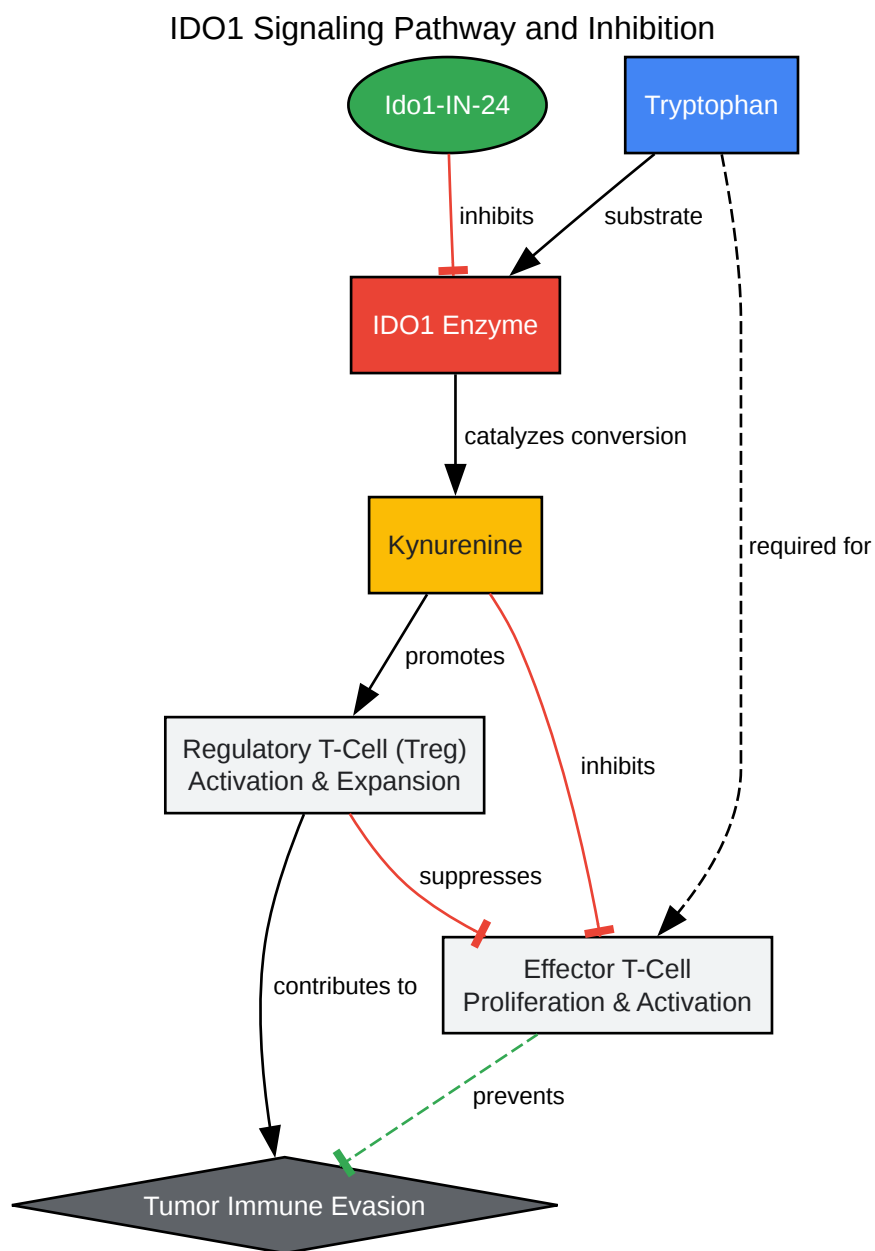 IDO1 Signaling Pathway and Inhibition
Ido1-IN-24
Tryptophan
inhibits
substrate
IDO1 Enzyme
catalyzes conversion
Kynurenine
required for
promotes
Regulatory T-Cell (Treg)
Activation & Expansion
inhibits
suppresses
Effector T-Cell
Proliferation & Activation
contributes to
prevents
Tumor Immune Evasion